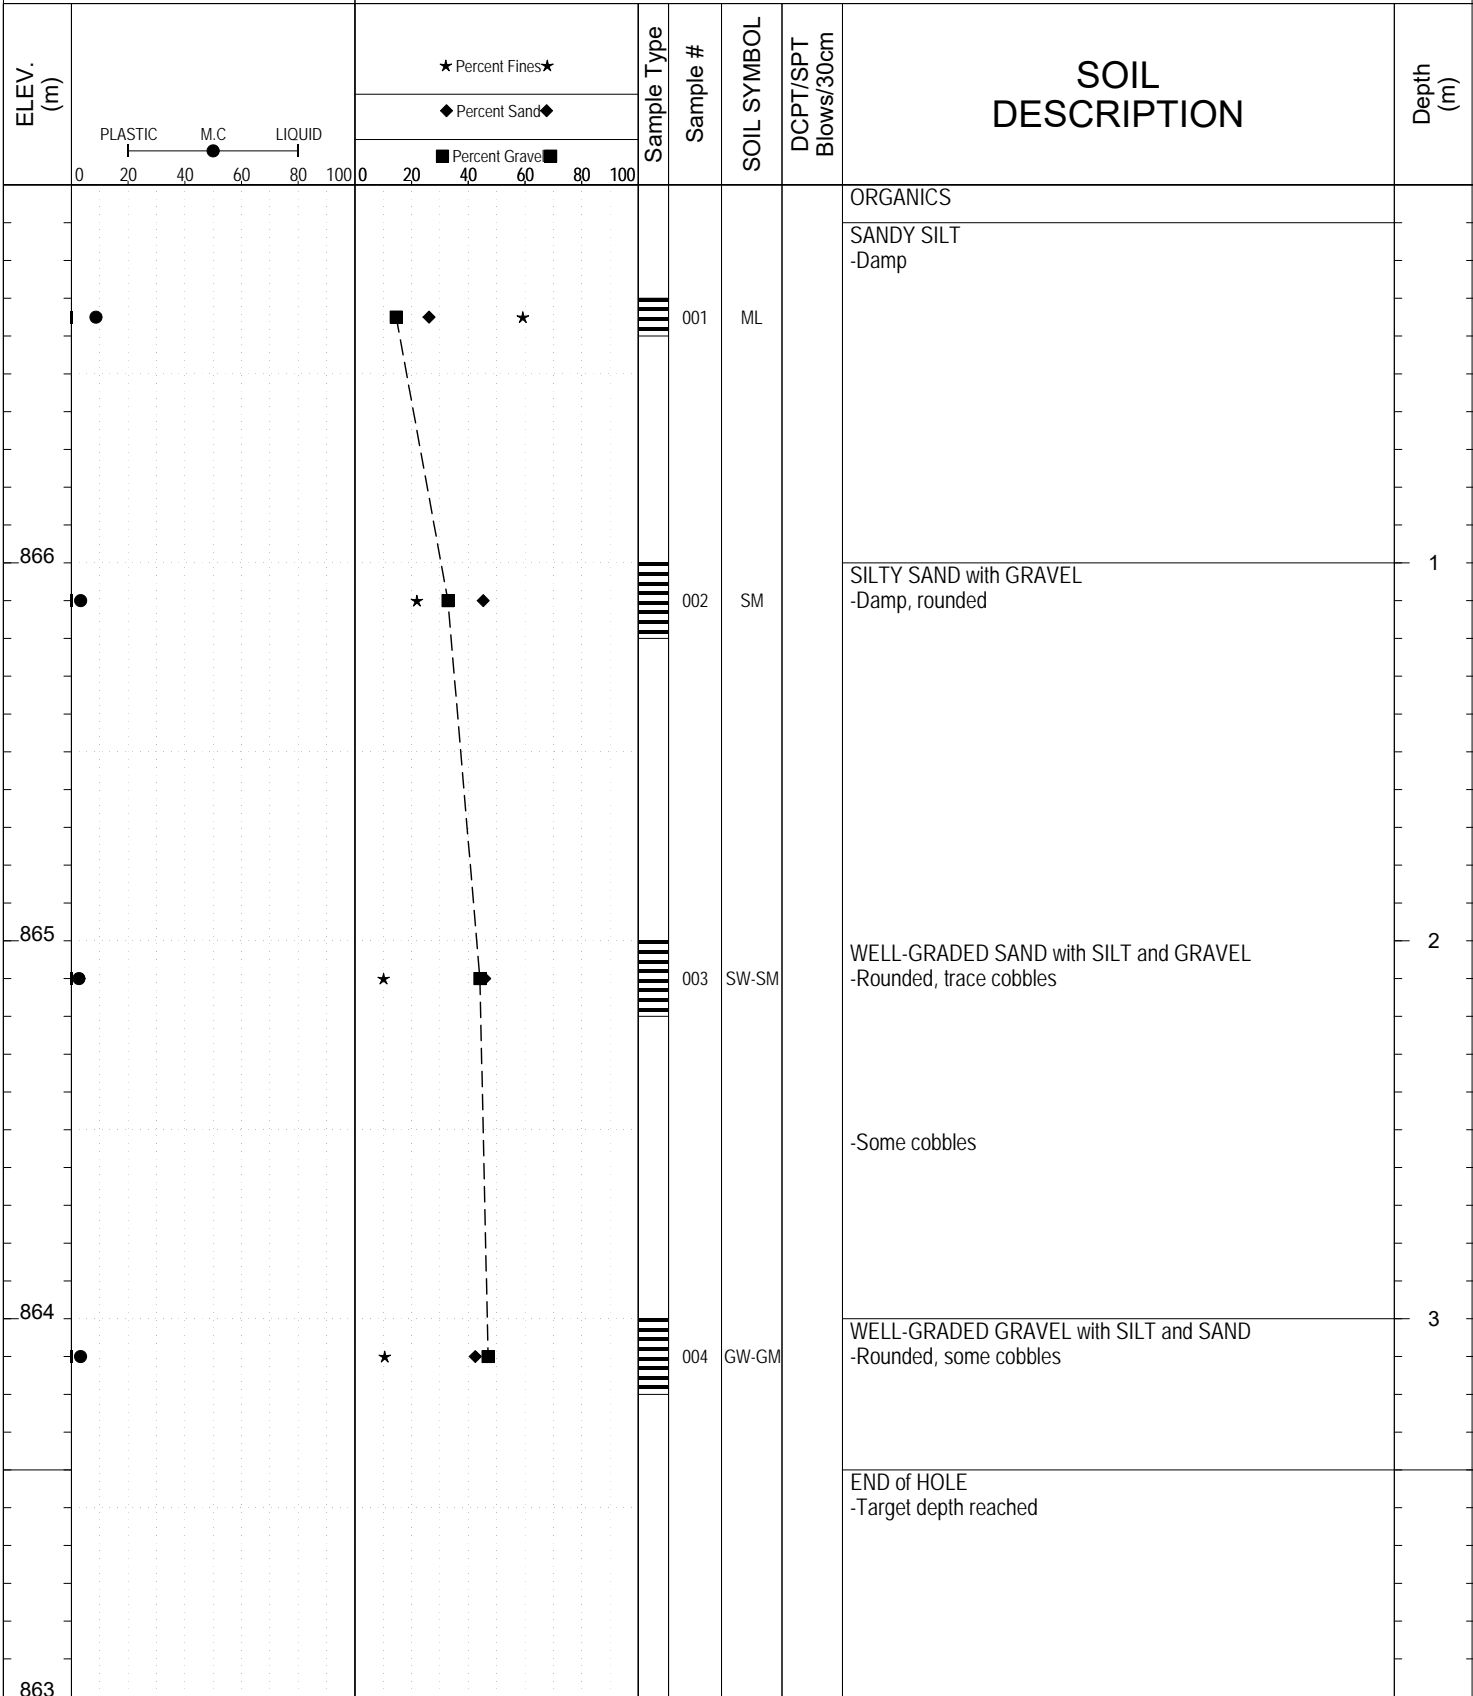 ELEV.
(m)
PLASTIC M.C LIQUID
0 20 40 60 80 100
Percent Fines
Percent Sand
Percent Gravel
0 20 40 60 80 100
Sample Type
Sample #
SOIL SYMBOL
DCPT/SPT
Blows/30cm
SOIL
DESCRIPTION
Depth
(m)
ORGANICS
SANDY SILT
-Damp
001 ML
866
1
SILTY SAND with GRAVEL
002 SM
-Damp, rounded
865
2
WELL-GRADED SAND with SILT and GRAVEL
003 SW-SM
-Rounded, trace cobbles
-Some cobbles
864
3
WELL-GRADED GRAVEL with SILT and SAND
004 GW-GM
-Rounded, some cobbles
END of HOLE
-Target depth reached
863